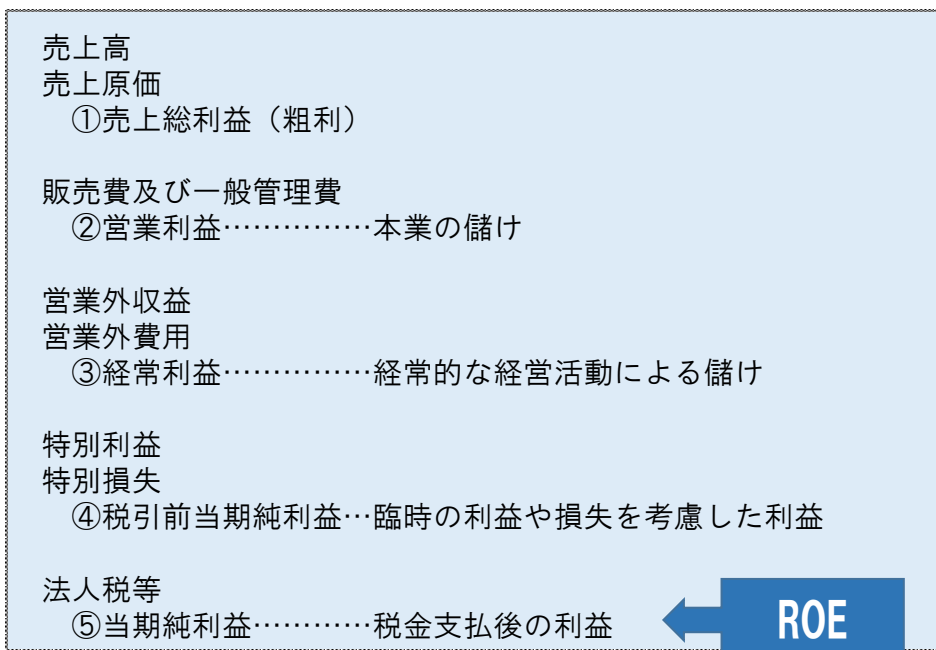 売上高
売上原価
①売上総利益（粗利）
販売費及び一般管理費
②営業利益……………本業の儲け
営業外収益
営業外費用
③経常利益……………経常的な経営活動による儲け
特別利益
特別損失
④税引前当期純利益…臨時の利益や損失を考慮した利益
法人税等
⑤当期純利益…………税金支払後の利益
ROE